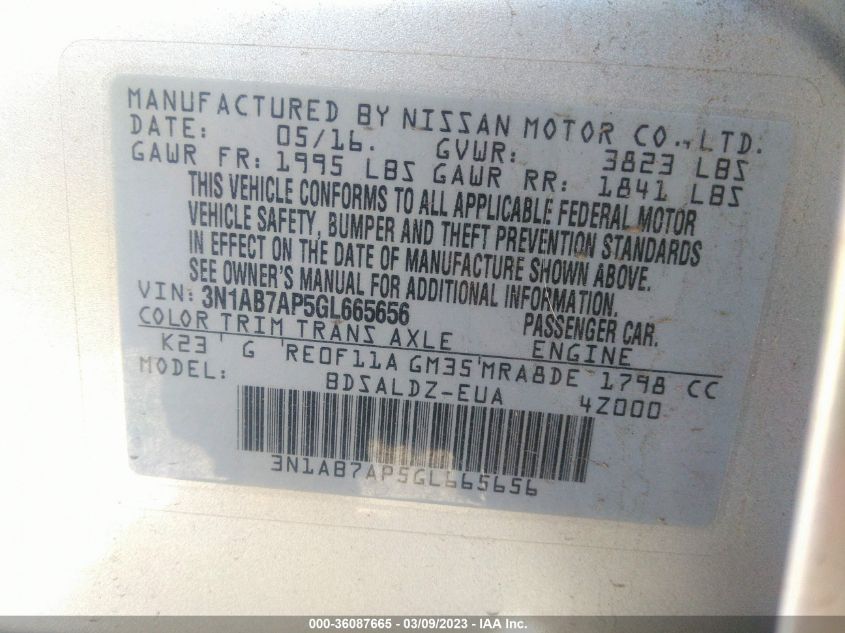 MANUFACTURED BY NISSAN MOTOR CO., LTD.
DATE: 05/16. GVWR: 3823 LBS
GAWR FR: 1995 LBS GAWR RR: 1841 LBS
THIS VEHICLE CONFORMS TO ALL APPLICABLE FEDERAL MOTOR
VEHICLE SAFETY, BUMPER AND THEFT PREVENTION STANDARDS
IN EFFECT ON THE DATE OF MANUFACTURE SHOWN ABOVE.
SEE OWNER'S MANUAL FOR ADDITIONAL INFORMATION.
VIN: 3N1AB7AP5GL665656 PASSENGER CAR.
COLOR TRIM TRANS AXLE ENGINE
K23 ' G ' RE0F11A GM35'MRA8DE 1798 CC
MODEL: BDSALDZ-EUA 4Z000
3N1AB7AP5GL665656
000-36087665 - 03/09/2023 - IAA Inc.